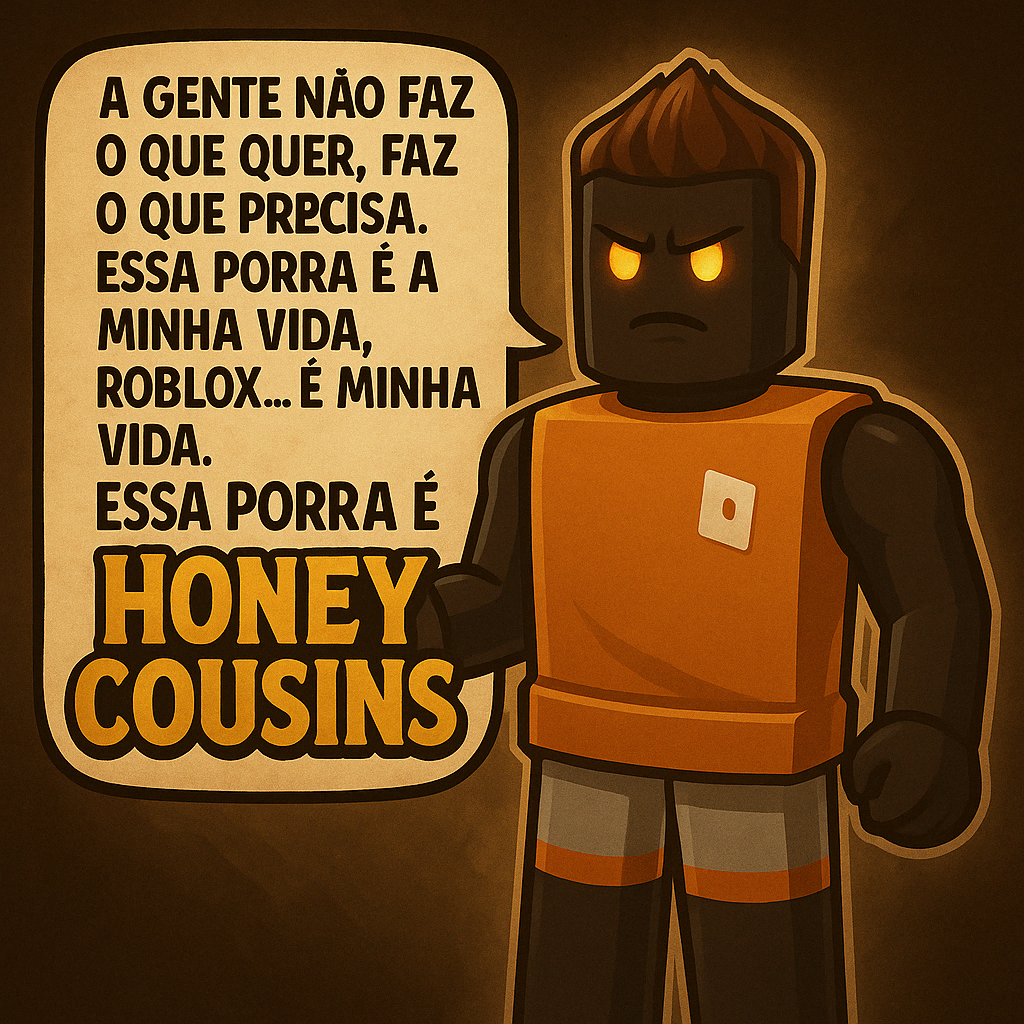 A GENTE NÃO FAZ
O QUE QUER, FAZ
O QUE PRECISA.
ESSA PORRA É A
MINHA VIDA,
ROBLOX... É MINHA
VIDA.
ESSA PORRA É
HONEY
COUSINS